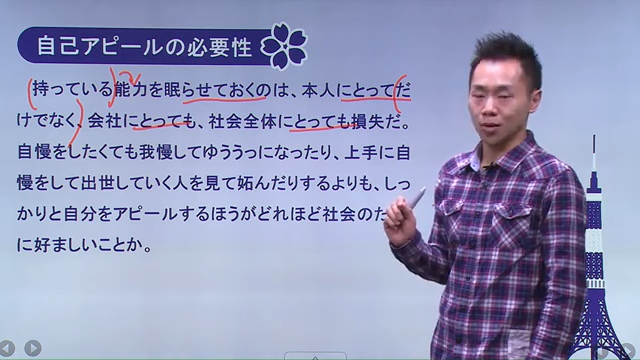 自己アピールの必要性
持っている能力を眠らせておくのは、本人にとってだ
けでなく、会社にとっても、社会全体にとっても損失だ。
自慢をしたくても我慢してゆううつになったり、上手に自
慢をして出世していく人を見て妬んだりするよりも、しっ
かりと自分をアピールするほうがどれほど社会のた
に好ましいことか。